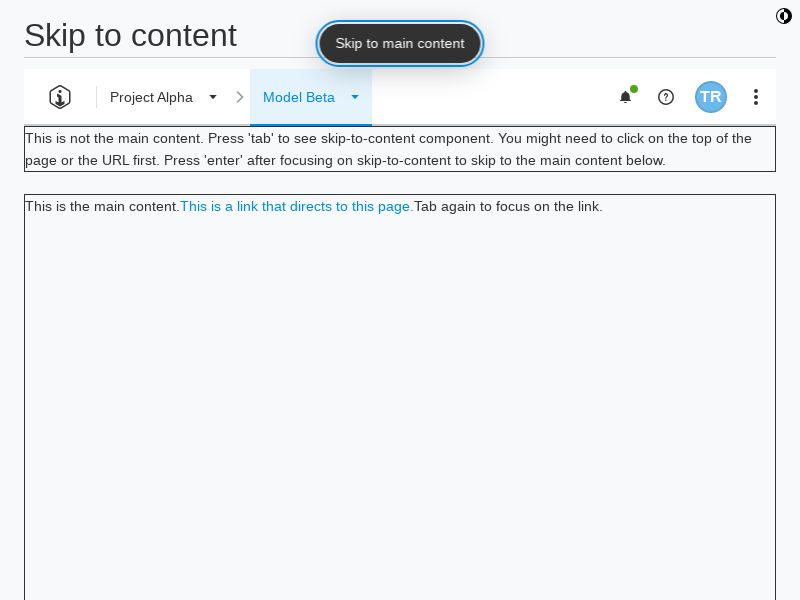 Skip to content
Skip to main content
Project Alpha
Model Beta
TR
This is not the main content. Press 'tab' to see skip-to-content component. You might need to click on the top of the
page or the URL first. Press 'enter' after focusing on skip-to-content to skip to the main content below.
This is the main content.This is a link that directs to this page.Tab again to focus on the link.